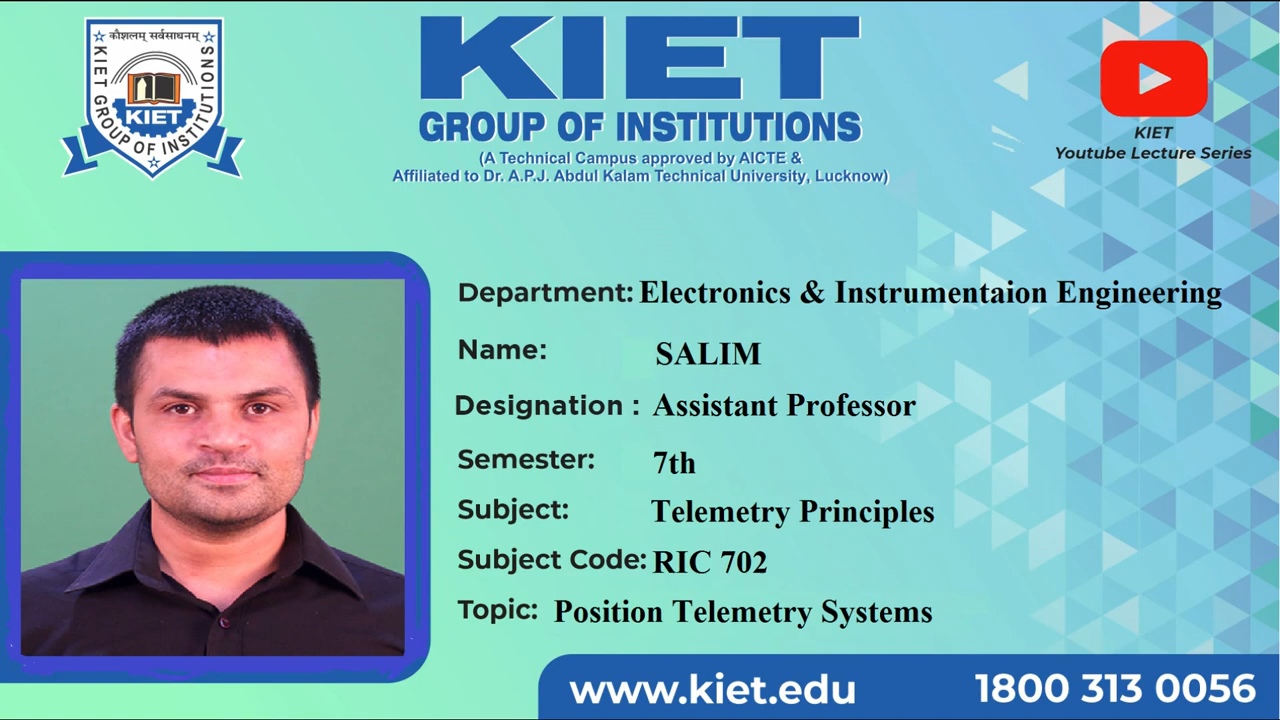 कौशलम् सर्वसाधनम्
KIET GROUP OF INSTITUTIONS
KIET
KIET
GROUP OF INSTITUTIONS
(A Technical Campus approved by AICTE &
Affiliated to Dr. A.P.J. Abdul Kalam Technical University, Lucknow)
KIET
Youtube Lecture Series
Department: Electronics & Instrumentaion Engineering
Name: SALIM
Designation : Assistant Professor
Semester: 7th
Subject: Telemetry Principles
Subject Code: RIC 702
Topic: Position Telemetry Systems
www.kiet.edu 1800 313 0056